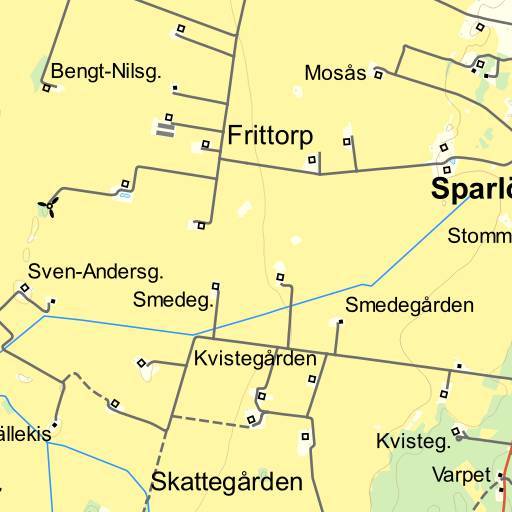 Bengt-Nilsg.
Mosås
Frittorp
Sparlö
Stomm
Sven-Andersg.
Smedeg.
Smedegården
Kvistegården
ällekis
Kvisteg.
Varpet
Skattegården